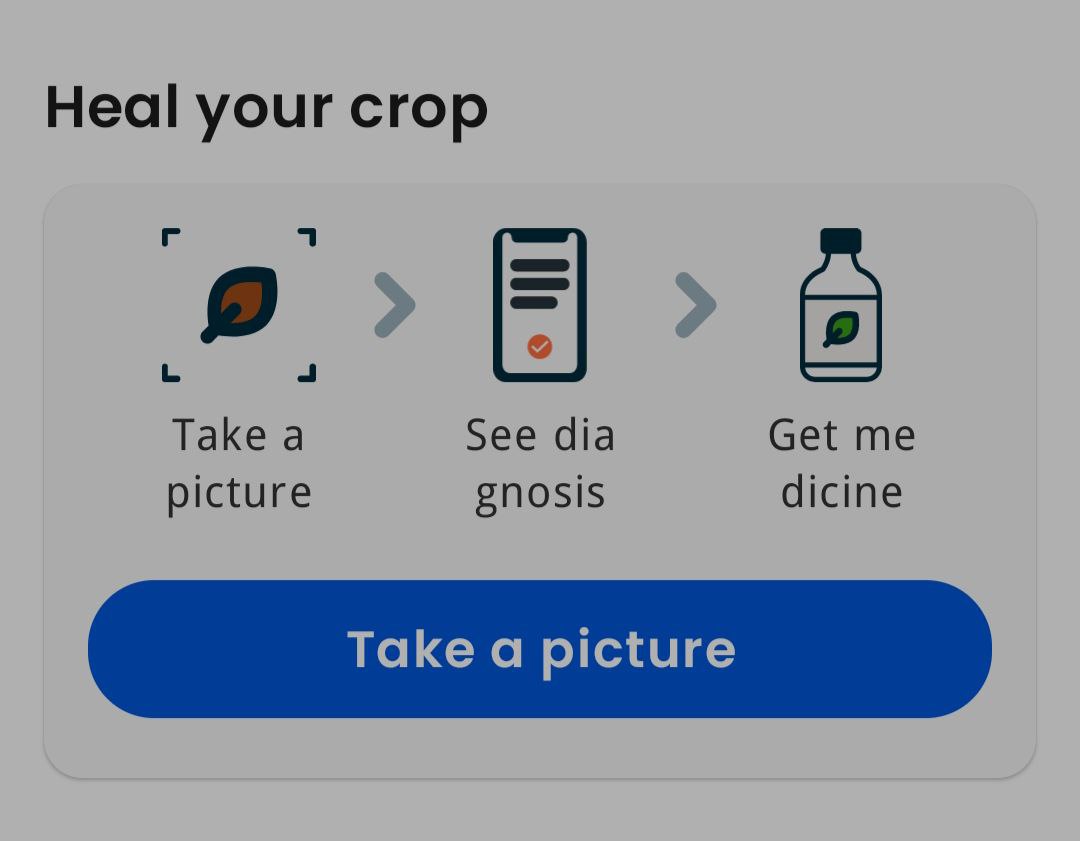 Heal your crop
Take a
picture
See dia
gnosis
Get me
dicine
Take a picture